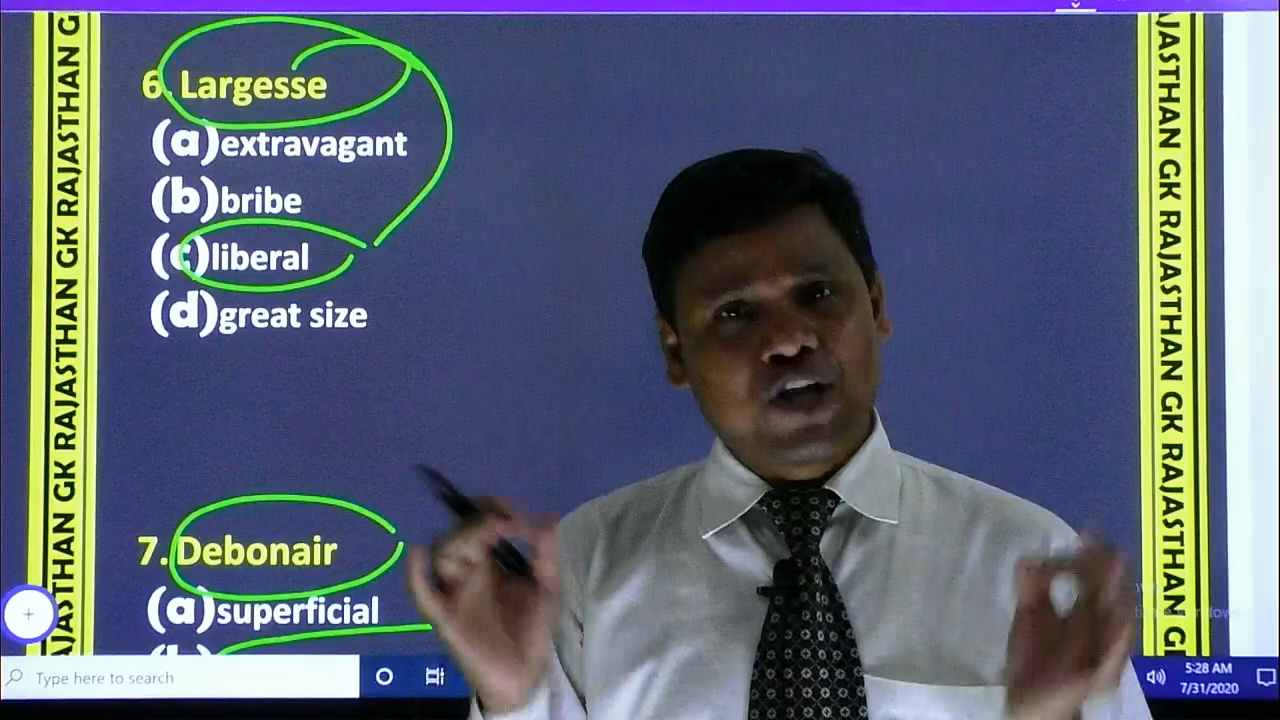 6. Largesse
(a)extravagant
(b)bribe
(c)liberal
(d)great size
7. Debonair
(a)superficial
RAJASTHAN GK RAJASTHAN GK RAJASTHAN
RAJASTHAN GK RAJASTHAN GK RAJASTHAN
Type here to search
5:28 AM
7/31/2020